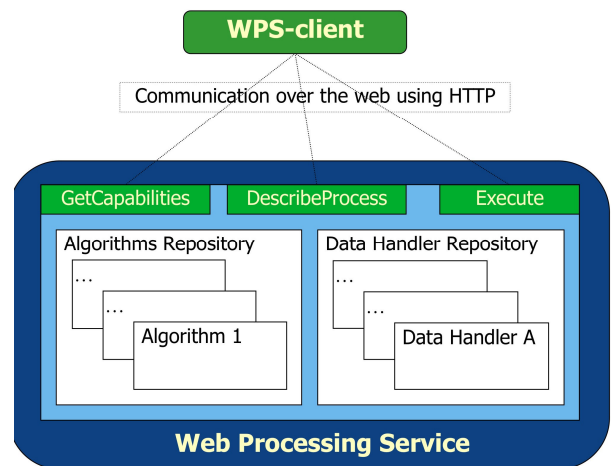 WPS-client
Communication over the web using HTTP
GetCapabilities
DescribeProcess
Execute
Algorithms Repository
...
...
Algorithm 1
Data Handler Repository
...
...
Data Handler A
Web Processing Service